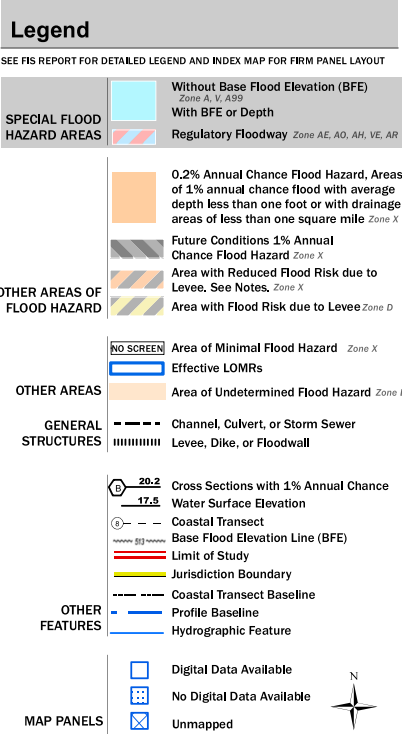 Legend
SEE FIS REPORT FOR DETAILED LEGEND AND INDEX MAP FOR FIRM PANEL LAYOUT
SPECIAL FLOOD
HAZARD AREAS
Without Base Flood Elevation (BFE)
Zone A, V, A99
With BFE or Depth
Regulatory Floodway Zone AE, AO, AH, VE, AR
OTHER AREAS OF
FLOOD HAZARD
0.2% Annual Chance Flood Hazard, Areas
of 1% annual chance flood with average
depth less than one foot or with drainage
areas of less than one square mile Zone X
Future Conditions 1% Annual
Chance Flood Hazard Zone X
Area with Reduced Flood Risk due to
Levee. See Notes. Zone X
Area with Flood Risk due to Levee Zone D
OTHER AREAS
NO SCREEN Area of Minimal Flood Hazard Zone X
Effective LOMRs
Area of Undetermined Flood Hazard Zone
GENERAL
STRUCTURES
Channel, Culvert, or Storm Sewer
Levee, Dike, or Floodwall
OTHER
FEATURES
B 20.2 Cross Sections with 1% Annual Chance
17.5 Water Surface Elevation
8 Coastal Transect
513 Base Flood Elevation Line (BFE)
Limit of Study
Jurisdiction Boundary
Coastal Transect Baseline
Profile Baseline
Hydrographic Feature
MAP PANELS
Digital Data Available
No Digital Data Available
Unmapped
N